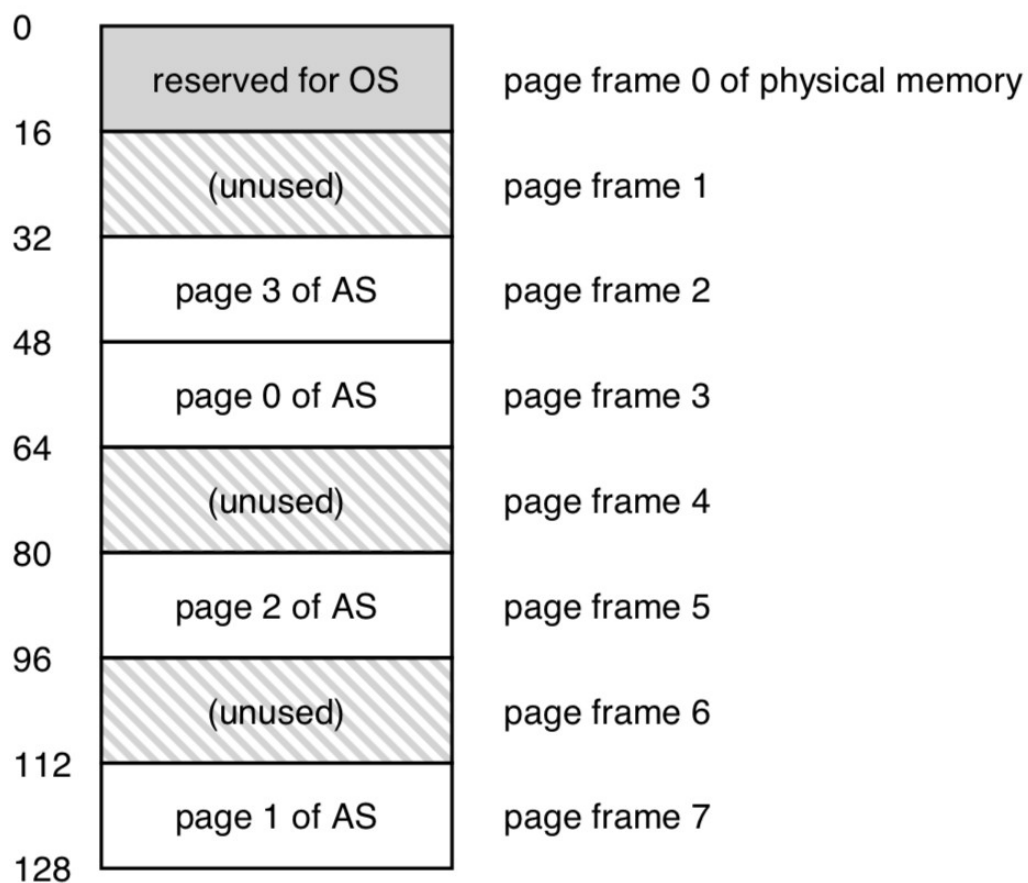 0
reserved for OS page frame 0 of physical memory
16
(unused) page frame 1
32
page 3 of AS page frame 2
48
page 0 of AS page frame 3
64
(unused) page frame 4
80
page 2 of AS page frame 5
96
(unused) page frame 6
112
page 1 of AS page frame 7
128